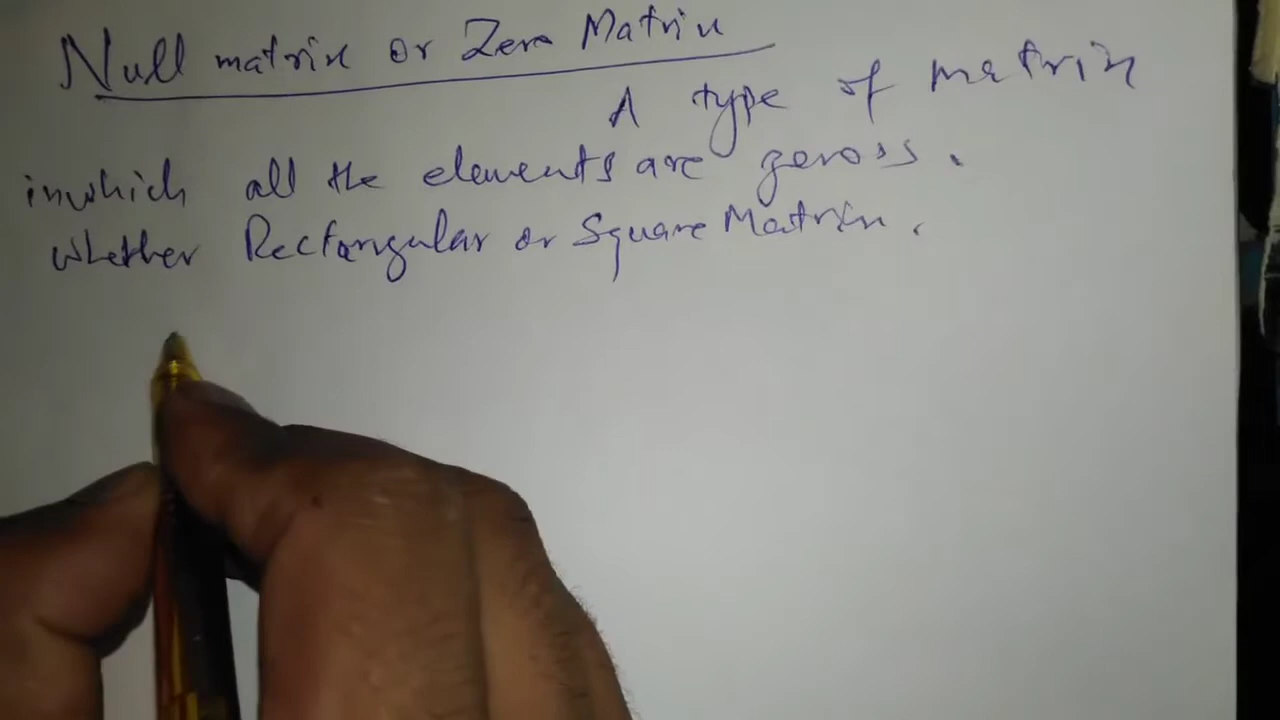 Null matrix or Zero Matrix
A type of matrix
inwhich all the elements are zeross.
Whether Rectangular or Square Matrix.